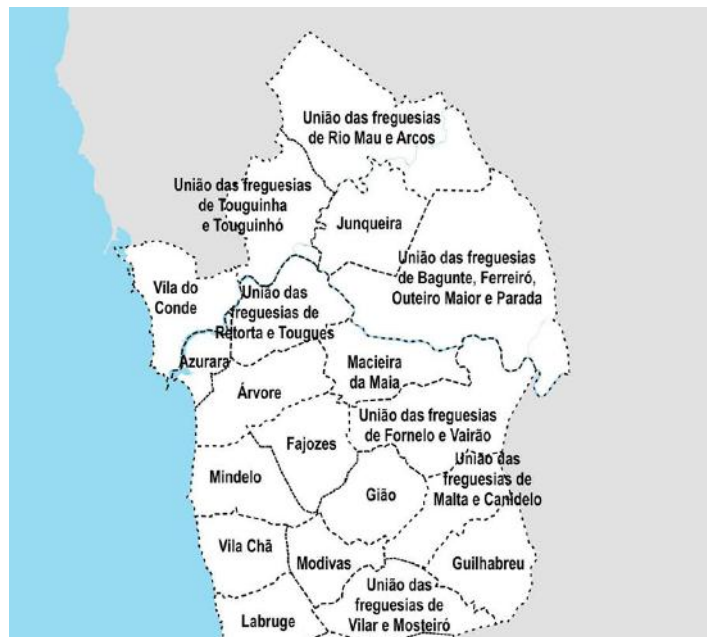 União das freguesias
de Rio Mau e Arcos
União das freguesias
de Touguinha
e Touguinhó
Junqueira
União das freguesias
de Bagunte, Ferreiró,
Outeiro Maior e Parada
Vila do
Conde
União das
freguesias de
Retorta e Tougues
Azurara
Macieira
da Maia
Árvore
União das freguesias
de Fornelo e Vairão
Fajozes
União das
freguesias de
Malta e Canidelo
Mindelo
Gião
Vila Chã
Modivas
Guilhabreu
União das
freguesias de
Vilar e Mosteiró
Labruge